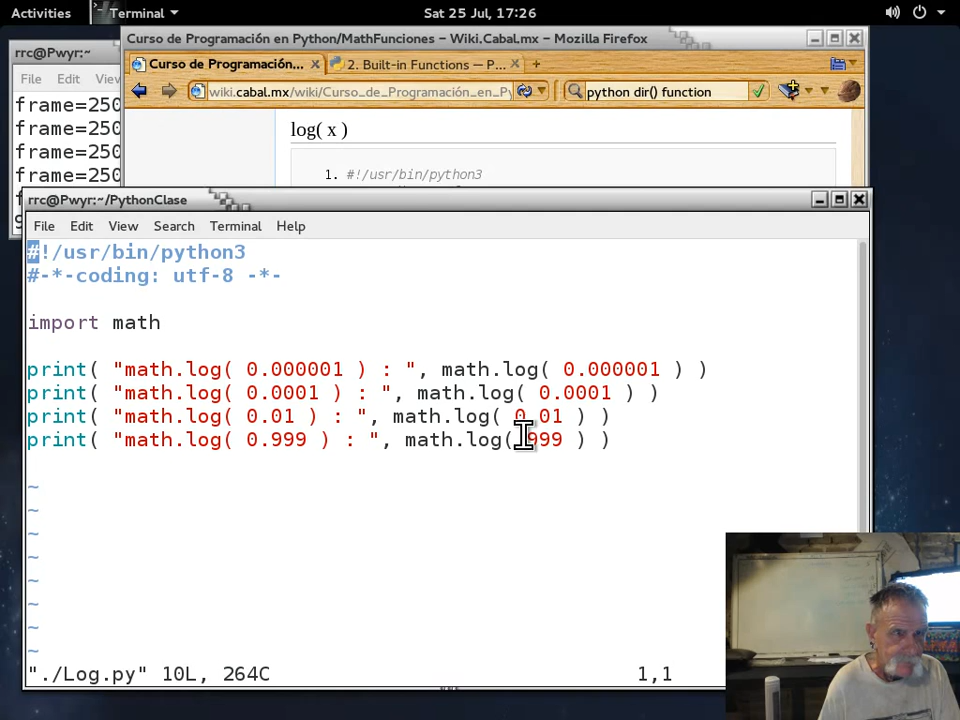 Activities Terminal Sat 25 Jul, 17:26
Curso de Programación en Python/MathFunciones – Wiki.Cabal.mx – Mozilla Firefox
rrc@Pwyr:~
Curso de Programación... 2. Built-in Functions — P...
File Edit View
wiki.cabal.mx/wiki/Curso_de_Programación_en_Py python dir() function
frame=250
frame=250
frame=250
frame=250
log( x )
1. #!/usr/bin/python3
rrc@Pwyr:~/PythonClase
File Edit View Search Terminal Help
#!/usr/bin/python3
#-*-coding: utf-8 -*-
import math
print( "math.log( 0.000001 ) : ", math.log( 0.000001 ) )
print( "math.log( 0.0001 ) : ", math.log( 0.0001 ) )
print( "math.log( 0.01 ) : ", math.log( 0.01 ) )
print( "math.log( 0.999 ) : ", math.log( 999 ) )
~
~
~
~
~
~
~
~
"./Log.py" 10L, 264C 1,1